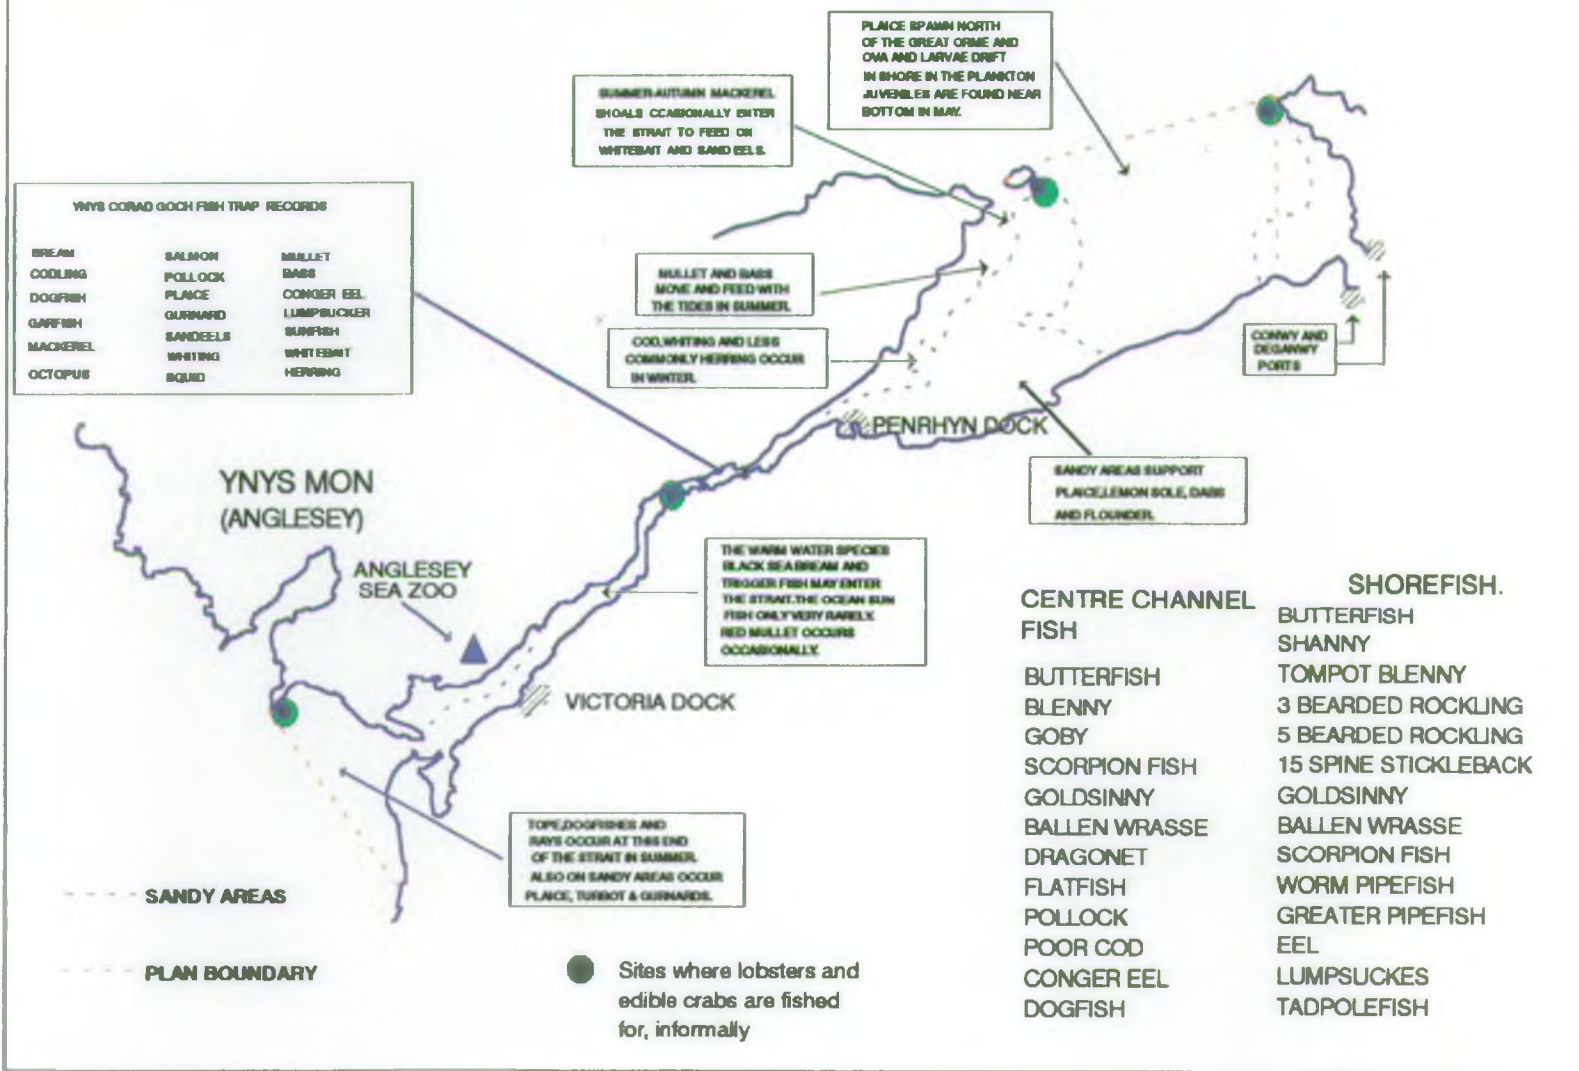 PLAICE SPAWN NORTH
OF THE GREAT ORME AND
OVA AND LARVAE DRIFT
IN SHORE IN THE PLANKTON
JUVENILES ARE FOUND NEAR
BOTTOM IN MAY.
SUMMER-AUTUMN MACKEREL
SHOALS CCASIONALLY ENTER
THE STRAIT TO FEED ON
WHITEBAIT AND SAND EELS.
YNYS CORAD GOCH FISH TRAP RECORDS
BREAM SALMON MULLET
CODLING POLLOCK BASS
DOGFISH PLAICE CONGER EEL
GARFISH GURNARD LUMPSUCKER
MACKEREL SANDEELS SUNFISH
OCTOPUS WHITING WHITEBAIT
SQUID HERRING
MULLET AND BASS
MOVE AND FEED WITH
THE TIDES IN SUMMER.
COD,WHITING AND LESS
COMMONLY HERRING OCCUR
IN WINTER.
CONWY AND
DEGANWY
PORTS
PENRHYN DOCK
SANDY AREAS SUPPORT
PLAICE,LEMON SOLE, DABS
AND FLOUNDER.
YNYS MON
(ANGLESEY)
ANGLESEY
SEA ZOO
THE WARM WATER SPECIES
BLACK SEA BREAM AND
TRIGGER FISH MAY ENTER
THE STRAIT.THE OCEAN SUN
FISH ONLY VERY RARELY.
RED MULLET OCCURS
OCCASIONALLY.
VICTORIA DOCK
TOPE,DOGFISHES AND
RAYS OCCUR AT THIS END
OF THE STRAIT IN SUMMER.
ALSO ON SANDY AREAS OCCUR
PLAICE, TURBOT & GURNARDS.
SANDY AREAS
PLAN BOUNDARY
Sites where lobsters and
edible crabs are fished
for, informally
CENTRE CHANNEL
FISH
BUTTERFISH
BLENNY
GOBY
SCORPION FISH
GOLDSINNY
BALLEN WRASSE
DRAGONET
FLATFISH
POLLOCK
POOR COD
CONGER EEL
DOGFISH
SHOREFISH.
BUTTERFISH
SHANNY
TOMPOT BLENNY
3 BEARDED ROCKLING
5 BEARDED ROCKLING
15 SPINE STICKLEBACK
GOLDSINNY
BALLEN WRASSE
SCORPION FISH
WORM PIPEFISH
GREATER PIPEFISH
EEL
LUMPSUCKES
TADPOLEFISH